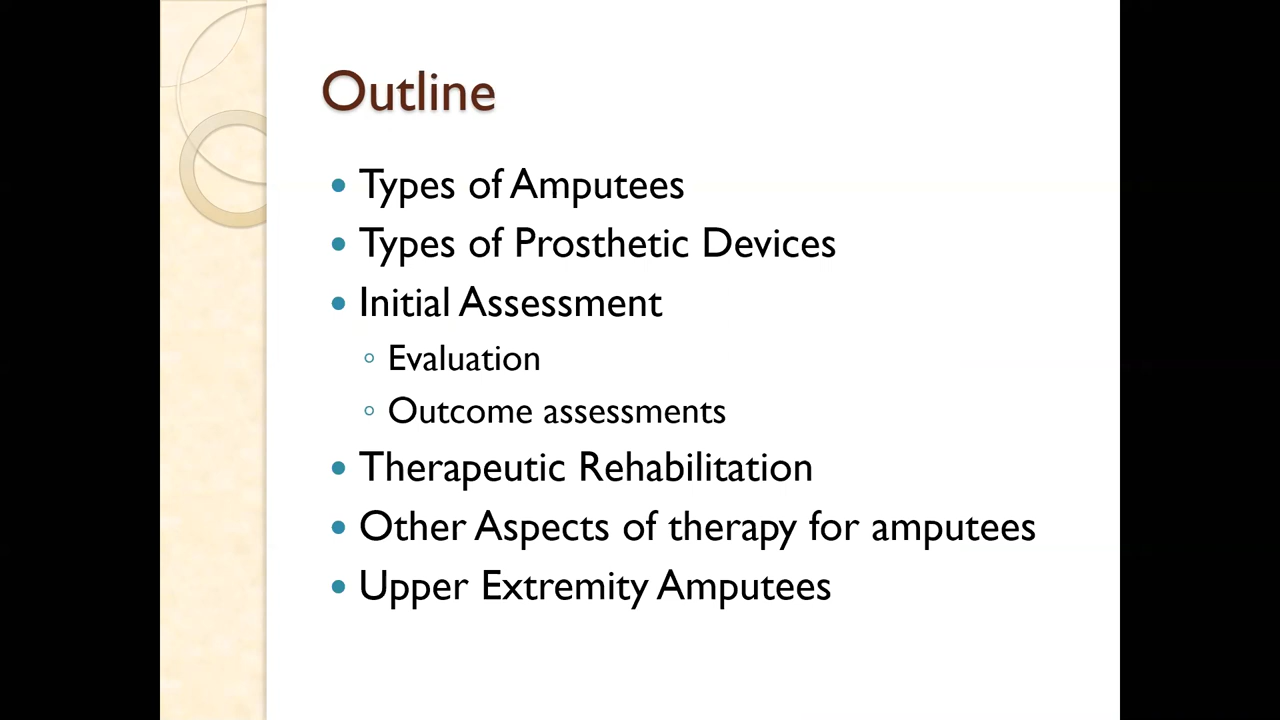 Outline
• Types of Amputees
• Types of Prosthetic Devices
• Initial Assessment
◦ Evaluation
◦ Outcome assessments
• Therapeutic Rehabilitation
• Other Aspects of therapy for amputees
• Upper Extremity Amputees